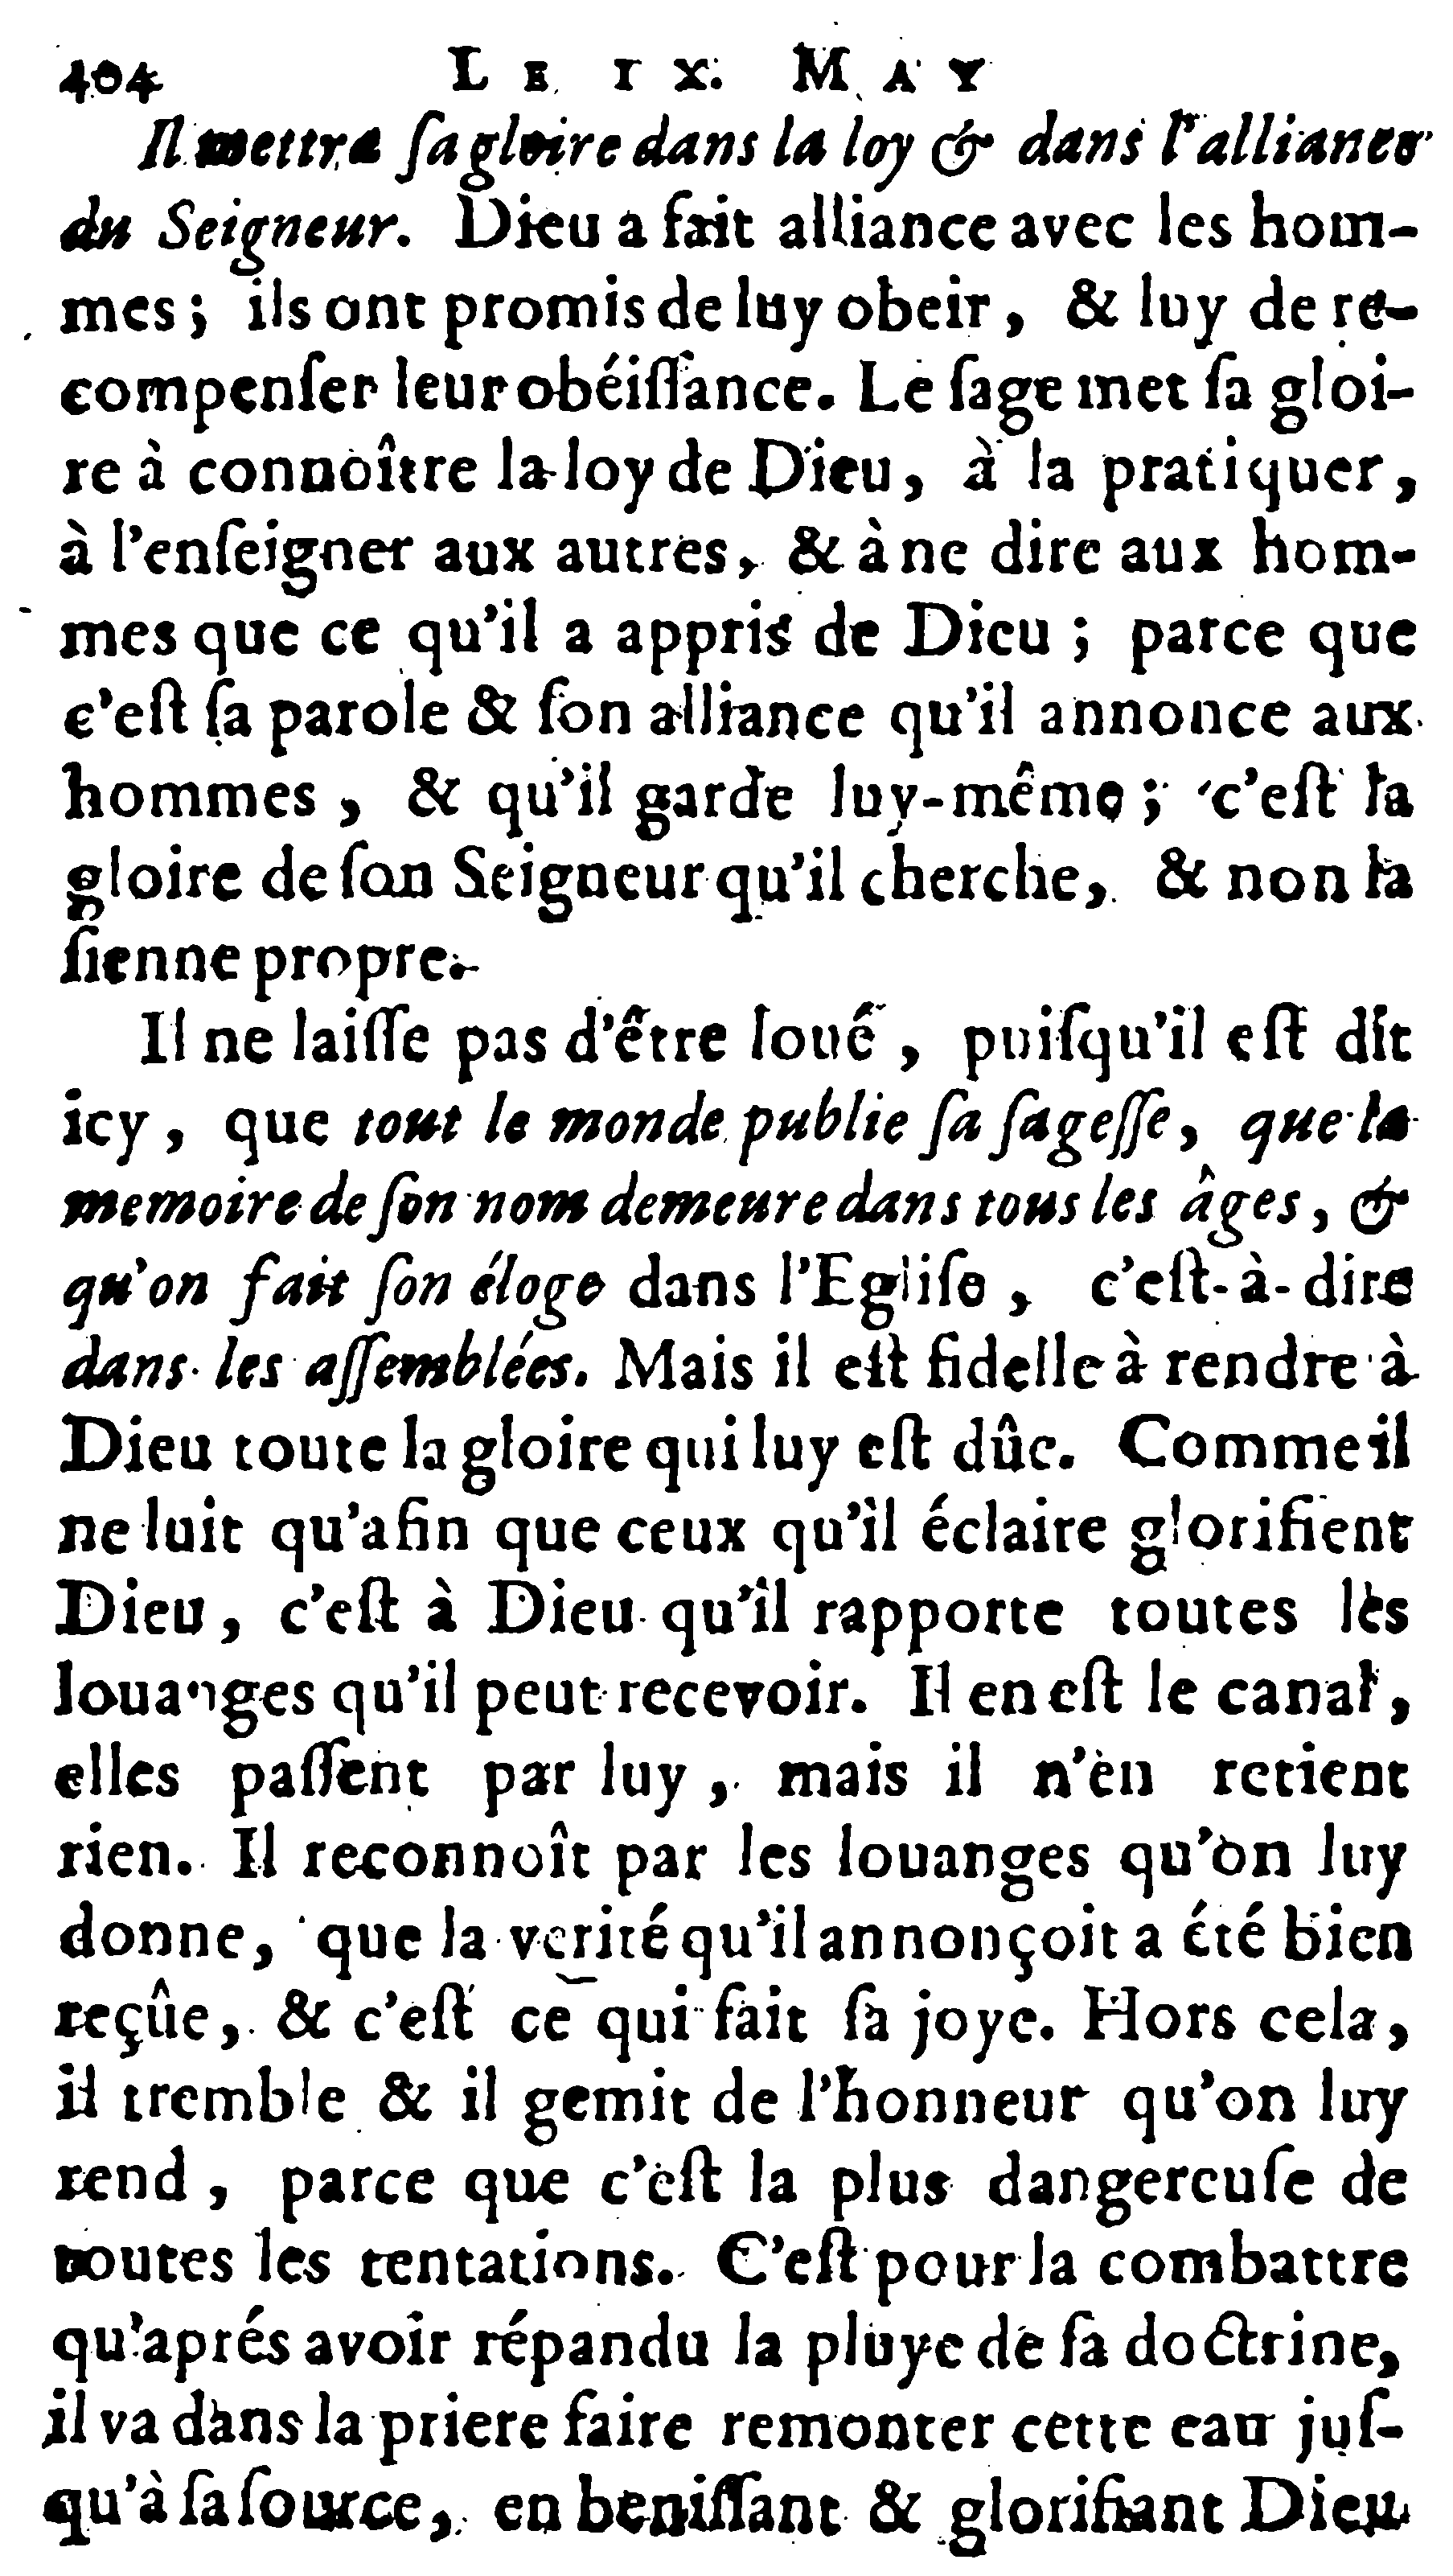 404 LE IX. MAY
Il mettra ſa gloire dans la loy & dans l'alliance
du Seigneur. Dieu a fait alliance avec les hom-
mes; ils ont promis de luy obeir, & luy de re-
compenſer leur obéiſſance. Le ſage met ſa gloi-
re à connoître la loy de Dieu, à la pratiquer,
à l'enſeigner aux autres, & à ne dire aux hom-
mes que ce qu'il a appris de Dieu; parce que
c'eſt ſa parole & ſon alliance qu'il annonce aux
hommes, & qu'il garde luy-même; c'eſt la
gloire de ſon Seigneur qu'il cherche, & non la
ſienne propre.
Il ne laiſſe pas d'être loué, puiſqu'il eſt dit
icy, que tout le monde publie ſa ſageſſe, que la
memoire de ſon nom demeure dans tous les âges, &
qu'on fait ſon éloge dans l'Egliſe, c'eſt-à-dire
dans les aſſemblées. Mais il eſt fidelle à rendre à
Dieu toute la gloire qui luy eſt dûe. Comme il
ne luit qu'afin que ceux qu'il éclaire glorifient
Dieu, c'eſt à Dieu qu'il rapporte toutes les
louanges qu'il peut recevoir. Il en eſt le canal,
elles paſſent par luy, mais il n'en retient
rien. Il reconnoît par les louanges qu'on luy
donne, que la verité qu'il annonçoit a été bien
reçûe, & c'eſt ce qui fait ſa joye. Hors cela,
il tremble & il gemit de l'honneur qu'on luy
rend, parce que c'eſt la plus dangereuſe de
toutes les tentations. C'eſt pour la combattre
qu'aprés avoir répandu la pluye de ſa doctrine,
il va dans la priere faire remonter cette eau juſ-
qu'à ſa ſource, en beniſſant & glorifiant Dieu